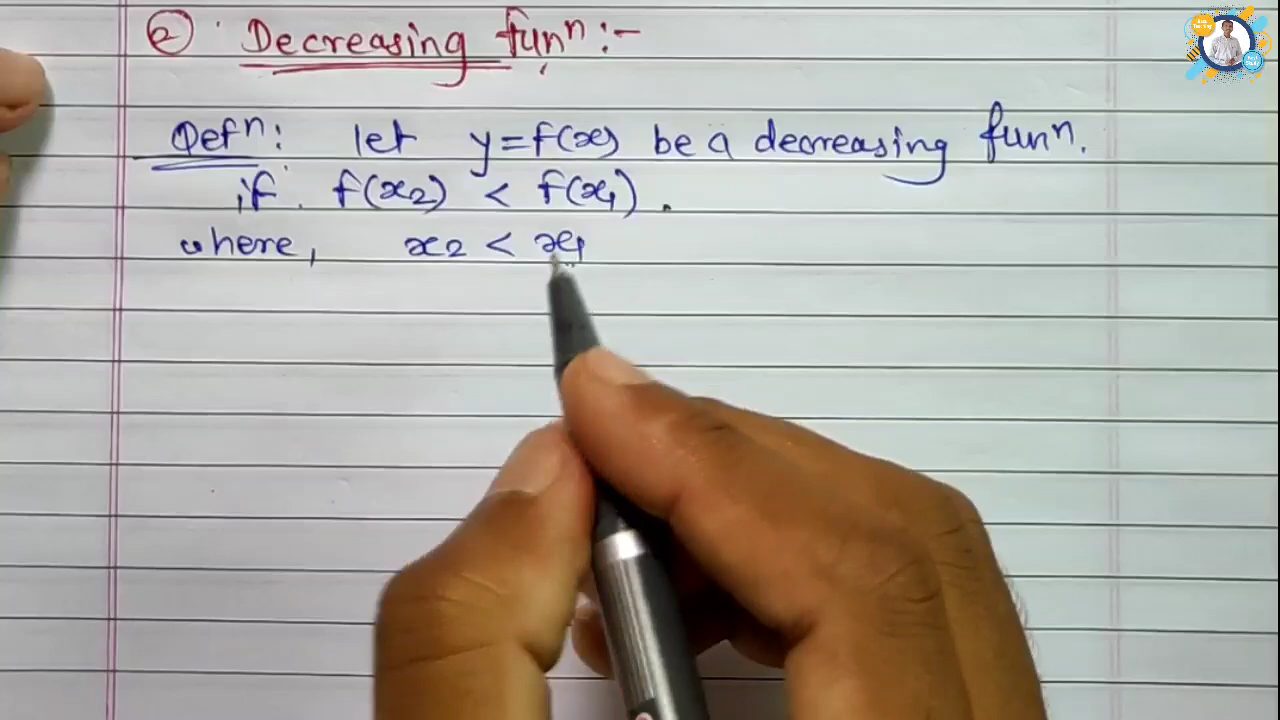 ② Decreasing funⁿ :-
Defⁿ: let y=f(x) be a decreasing funⁿ.
if f(x₂) < f(x₁).
where, x₂ < x₁